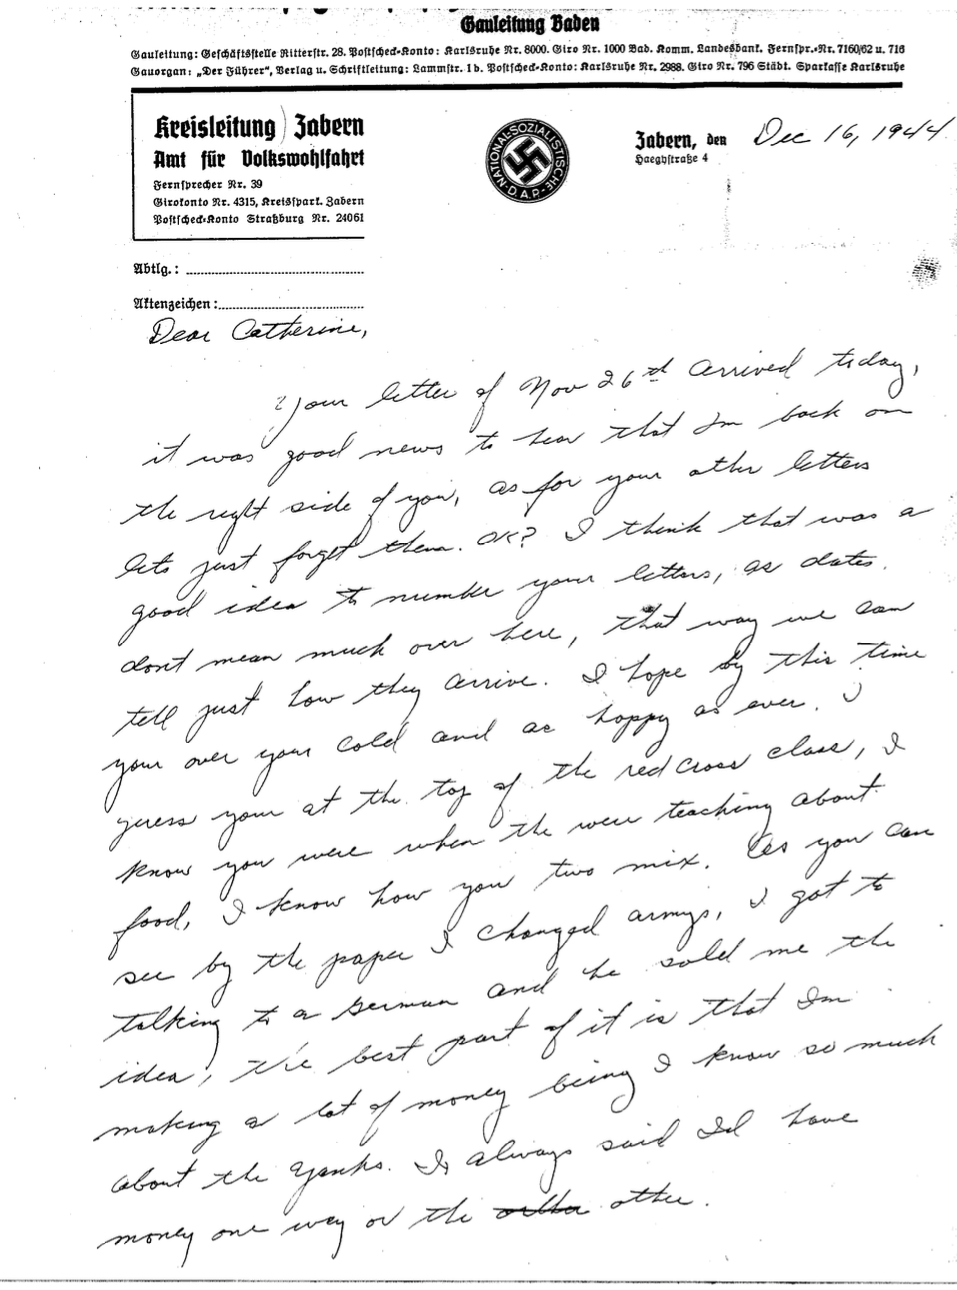 Gauleitung Baden
Gauleitung: Geschäftsstelle Ritterstr. 28. Postscheck-Konto: Karlsruhe Nr. 8000. Giro Nr. 1000 Bad. Komm. Landesbank. Fernspr.-Nr. 7160/62 u. 716
Gauorgan: „Der Führer“, Verlag u. Schriftleitung: Lammstr. 1b. Postscheck-Konto: Karlsruhe Nr. 2988. Giro Nr. 796 Städt. Sparkasse Karlsruhe
Kreisleitung Zabern
Amt für Volkswohlfahrt
Fernsprecher Nr. 39
Girokonto Nr. 4315, Kreisspark. Zabern
Postscheck-Konto Straßburg Nr. 24061
NATIONAL-SOZIALISTISCHE D.A.P.
Zabern, den Dec 16, 1944
Haeghstraße 4
Abtlg.:
Aktenzeichen:
Dear Catherine,
Your letter of Nov 26th arrived today,
it was good news to hear that Im back on
the right side of you, as for your other letters
lets just forget them. OK? I think that was a
good idea to number your letters, as dates
dont mean much over here, that way we can
tell just how they arrive. I hope by this time
your over your cold and as happy as ever. I
guess your at the top of the red cross class, I
know you were when the were teaching about
food, I know how you two mix. As you can
see by the paper I changed armys, I got to
talking to a German and he sold me the
idea, the best part of it is that Im
making a lot of money being I know so much
about the Yanks. I always said Id have
money one way or the other.